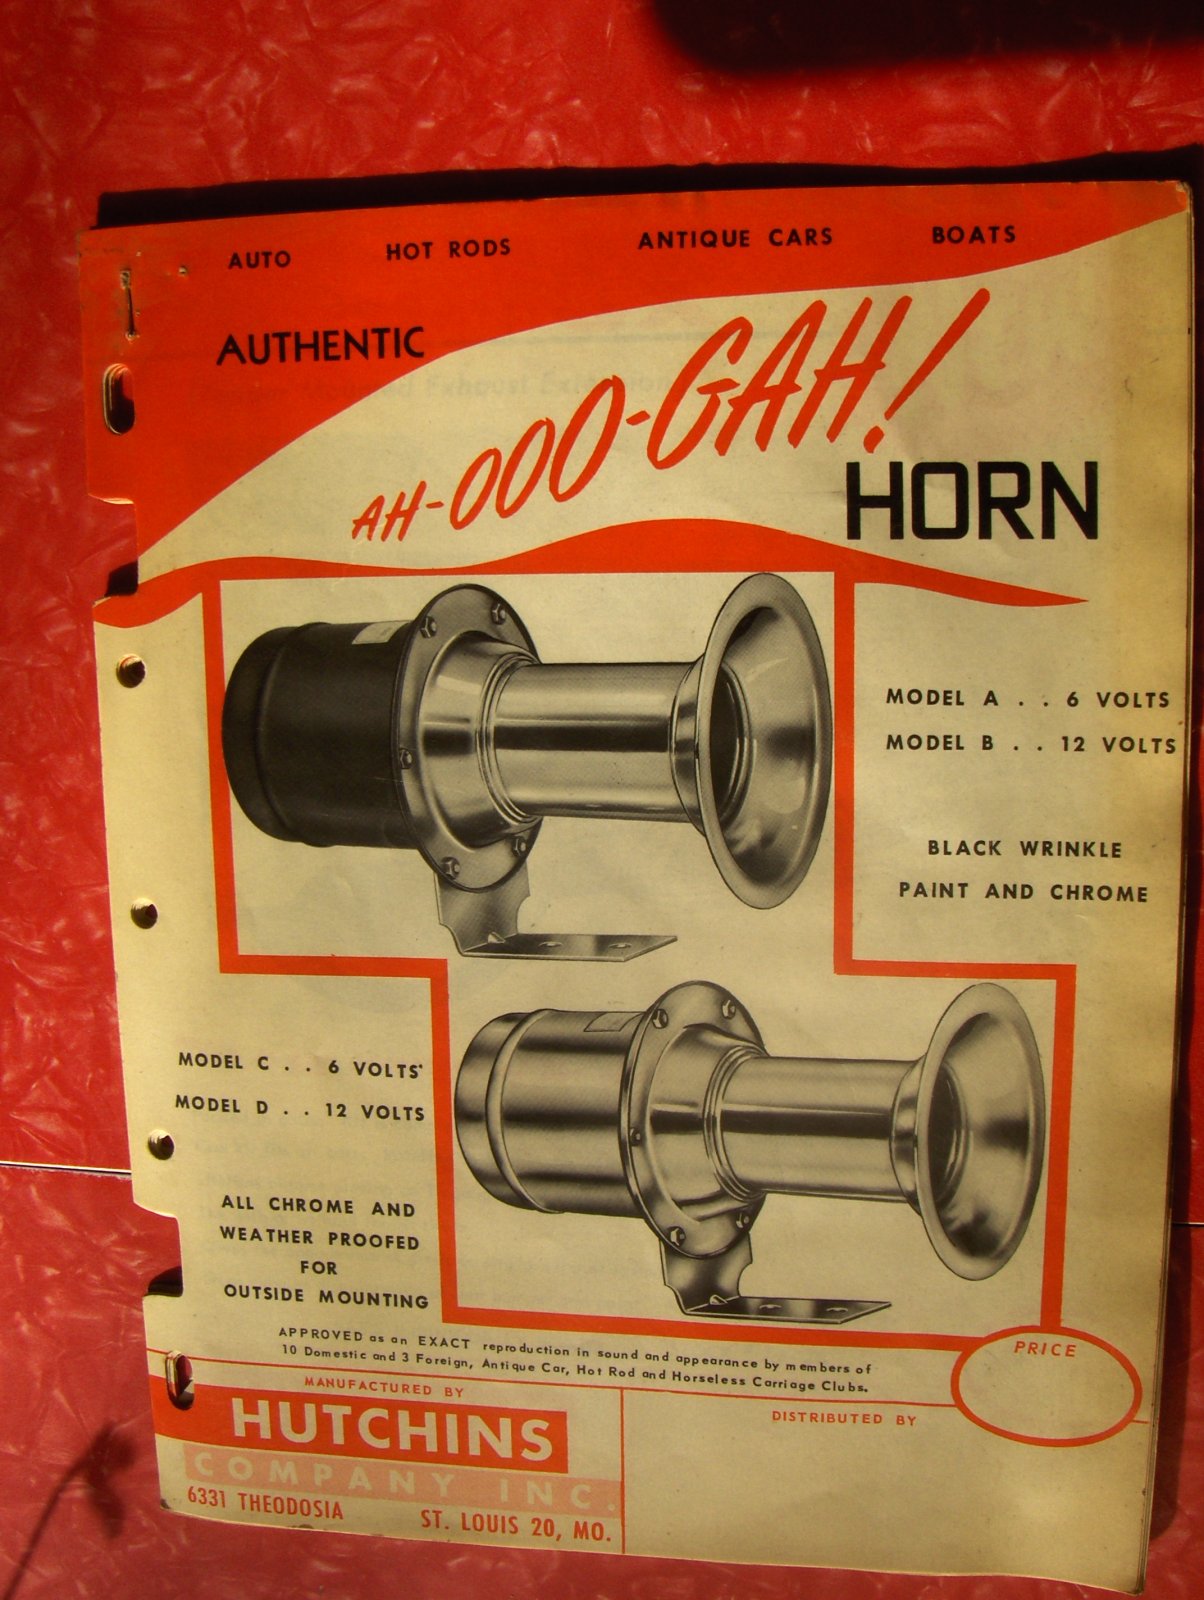 AUTO HOT RODS ANTIQUE CARS BOATS
AUTHENTIC
AH-OOO-GAH!
HORN
MODEL A . . 6 VOLTS
MODEL B . . 12 VOLTS
BLACK WRINKLE
PAINT AND CHROME
MODEL C . . 6 VOLTS
MODEL D . . 12 VOLTS
ALL CHROME AND
WEATHER PROOFED
FOR
OUTSIDE MOUNTING
APPROVED as an EXACT reproduction in sound and appearance by members of
10 Domestic and 3 Foreign, Antique Car, Hot Rod and Horseless Carriage Clubs.
PRICE
MANUFACTURED BY
HUTCHINS
COMPANY INC.
6331 THEODOSIA ST. LOUIS 20, MO.
DISTRIBUTED BY